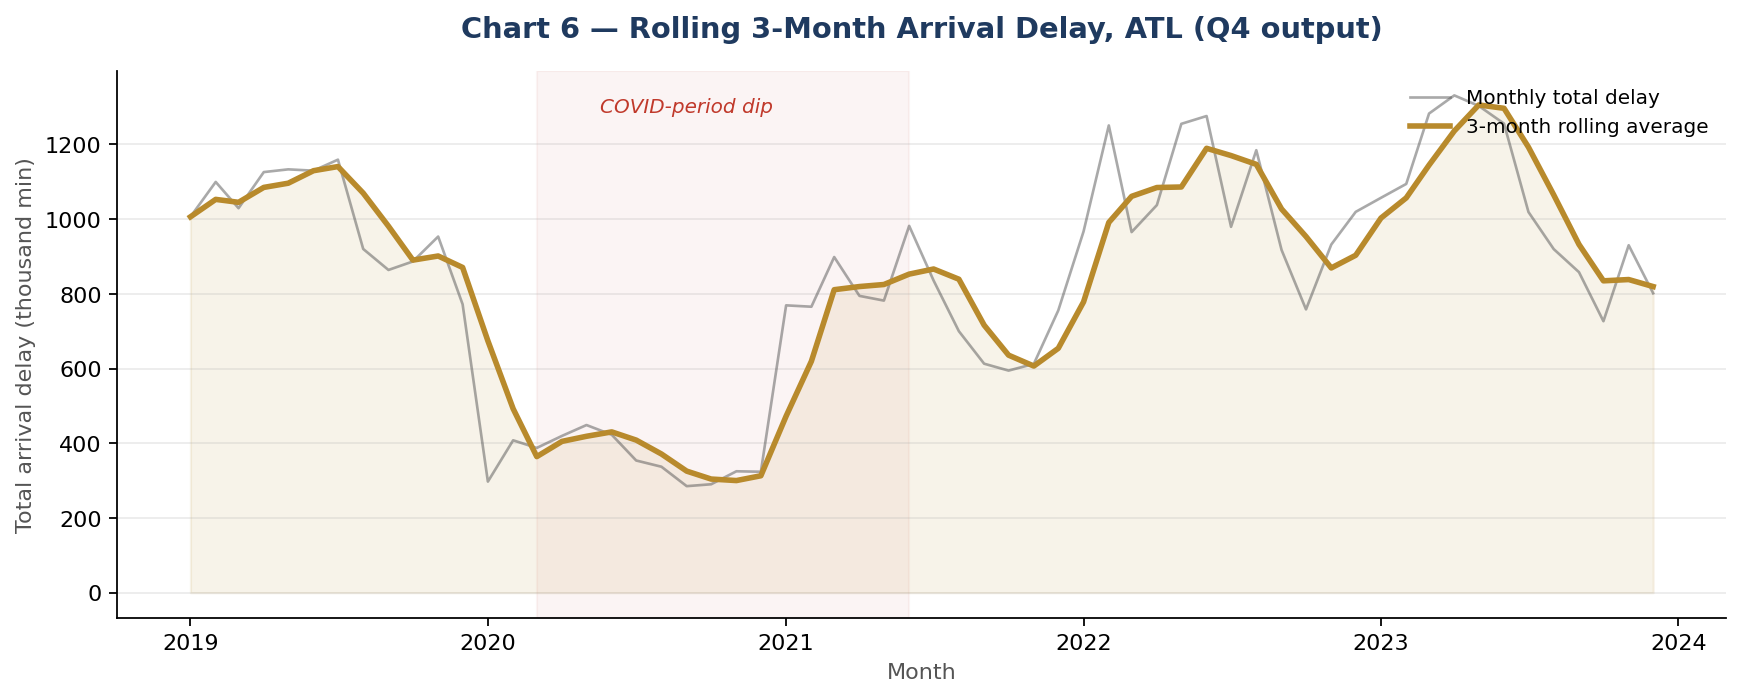 Chart 6 — Rolling 3-Month Arrival Delay, ATL (Q4 output)
COVID-period dip
Monthly total delay
3-month rolling average
Total arrival delay (thousand min)
1200
1000
800
600
400
200
0
2019 2020 2021 2022 2023 2024
Month